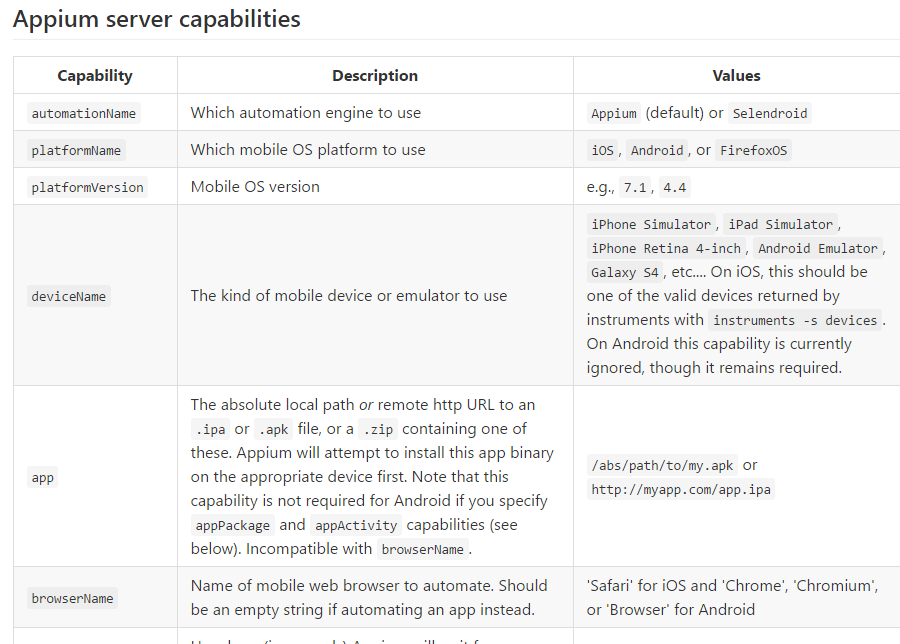 Appium server capabilities
Capability Description Values
automationName Which automation engine to use Appium (default) or Selendroid
platformName Which mobile OS platform to use iOS, Android, or FirefoxOS
platformVersion Mobile OS version e.g., 7.1, 4.4
deviceName The kind of mobile device or emulator to use
iPhone Simulator, iPad Simulator,
iPhone Retina 4-inch, Android Emulator,
Galaxy S4, etc.... On iOS, this should be
one of the valid devices returned by
instruments with instruments -s devices.
On Android this capability is currently
ignored, though it remains required.
app
The absolute local path or remote http URL to an
.ipa or .apk file, or a .zip containing one of
these. Appium will attempt to install this app binary
on the appropriate device first. Note that this
capability is not required for Android if you specify
appPackage and appActivity capabilities (see
below). Incompatible with browserName.
/abs/path/to/my.apk or
http://myapp.com/app.ipa
browserName
Name of mobile web browser to automate. Should
be an empty string if automating an app instead.
'Safari' for iOS and 'Chrome', 'Chromium',
or 'Browser' for Android